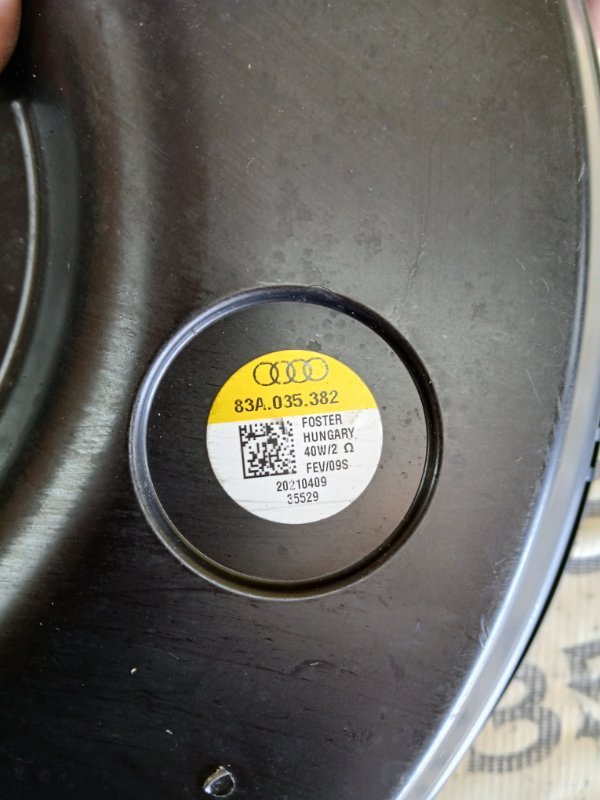 83A.035.382
FOSTER
HUNGARY
40W/2 Ω
FEV/09S
20210409
35529